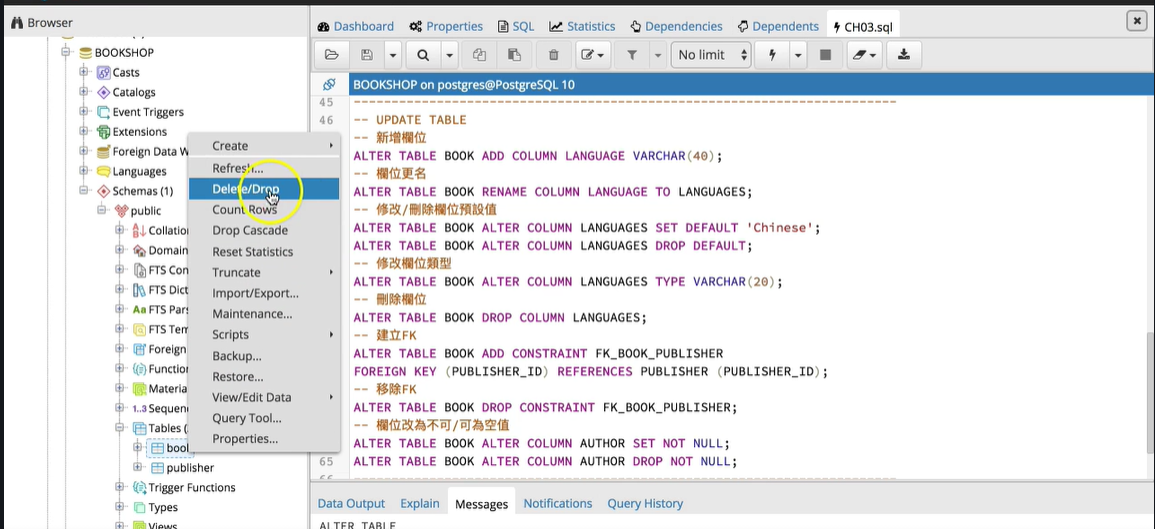 Browser
BOOKSHOP
Casts
Catalogs
Event Triggers
Extensions
Foreign Data W
Languages
Schemas (1)
public
Collatio
Domain
FTS Con
FTS Dict
FTS Pars
FTS Tem
Foreign
Function
Materia
1..3 Sequen
Tables (
boo
publisher
Trigger Functions
Types
Views
Create
Refresh...
Delete/Drop
Count Rows
Drop Cascade
Reset Statistics
Truncate
Import/Export...
Maintenance...
Scripts
Backup...
Restore...
View/Edit Data
Query Tool...
Properties...
Dashboard Properties SQL Statistics Dependencies Dependents CH03.sql
No limit
BOOKSHOP on postgres@PostgreSQL 10
45 ------------------------------------------------------------
46 -- UPDATE TABLE
-- 新增欄位
ALTER TABLE BOOK ADD COLUMN LANGUAGE VARCHAR(40);
-- 欄位更名
ALTER TABLE BOOK RENAME COLUMN LANGUAGE TO LANGUAGES;
-- 修改/刪除欄位預設值
ALTER TABLE BOOK ALTER COLUMN LANGUAGES SET DEFAULT 'Chinese';
ALTER TABLE BOOK ALTER COLUMN LANGUAGES DROP DEFAULT;
-- 修改欄位類型
ALTER TABLE BOOK ALTER COLUMN LANGUAGES TYPE VARCHAR(20);
-- 刪除欄位
ALTER TABLE BOOK DROP COLUMN LANGUAGES;
-- 建立FK
ALTER TABLE BOOK ADD CONSTRAINT FK_BOOK_PUBLISHER
FOREIGN KEY (PUBLISHER_ID) REFERENCES PUBLISHER (PUBLISHER_ID);
-- 移除FK
ALTER TABLE BOOK DROP CONSTRAINT FK_BOOK_PUBLISHER;
-- 欄位改為不可/可為空值
ALTER TABLE BOOK ALTER COLUMN AUTHOR SET NOT NULL;
65 ALTER TABLE BOOK ALTER COLUMN AUTHOR DROP NOT NULL;
Data Output Explain Messages Notifications Query History
ALTER TABLE